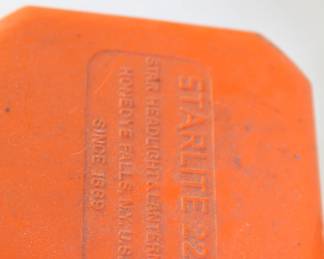 STARLITE 22
STAR HEADLIGHT & LANTERN
HONEOYE FALLS, N.Y. U.S.
SINCE 1889